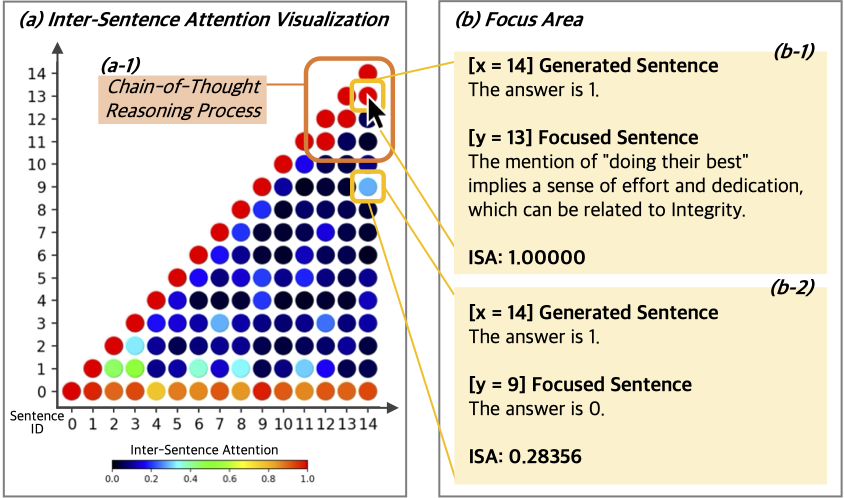 (a) Inter-Sentence Attention Visualization
(a-1)
Chain-of-Thought
Reasoning Process
14
13
12
11
10
9
8
7
6
5
4
3
2
1
0
Sentence
ID
0 1 2 3 4 5 6 7 8 9 10 11 12 13 14
Inter-Sentence Attention
0.0 0.2 0.4 0.6 0.8 1.0
(b) Focus Area
(b-1)
[x = 14] Generated Sentence
The answer is 1.
[y = 13] Focused Sentence
The mention of "doing their best"
implies a sense of effort and dedication,
which can be related to Integrity.
ISA: 1.00000
(b-2)
[x = 14] Generated Sentence
The answer is 1.
[y = 9] Focused Sentence
The answer is 0.
ISA: 0.28356